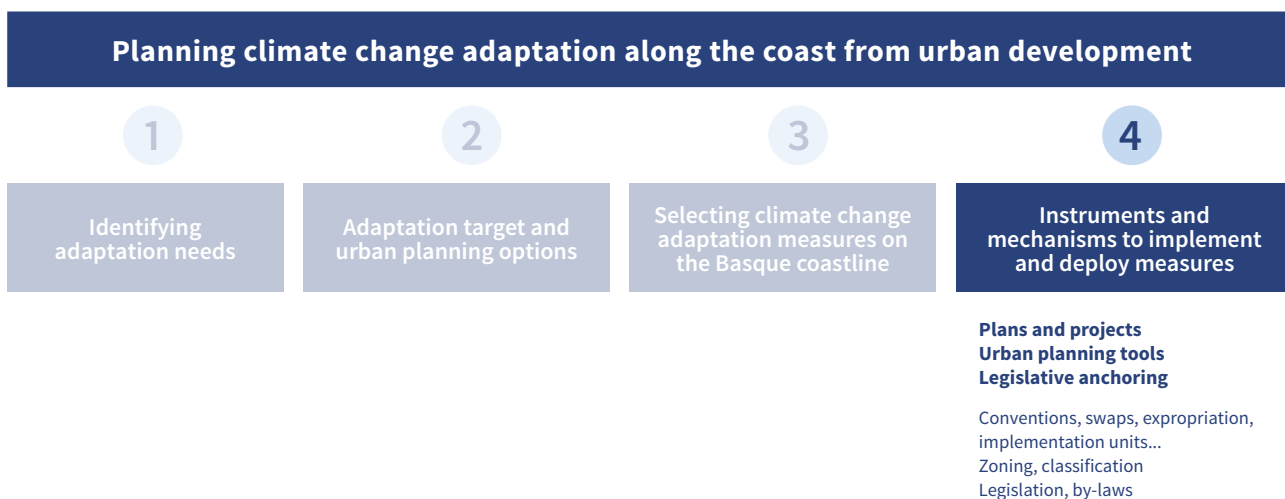 Planning climate change adaptation along the coast from urban development
1
Identifying
adaptation needs
2
Adaptation target and
urban planning options
3
Selecting climate change
adaptation measures on
the Basque coastline
4
Instruments and
mechanisms to implement
and deploy measures
Plans and projects
Urban planning tools
Legislative anchoring
Conventions, swaps, expropriation,
implementation units...
Zoning, classification
Legislation, by-laws